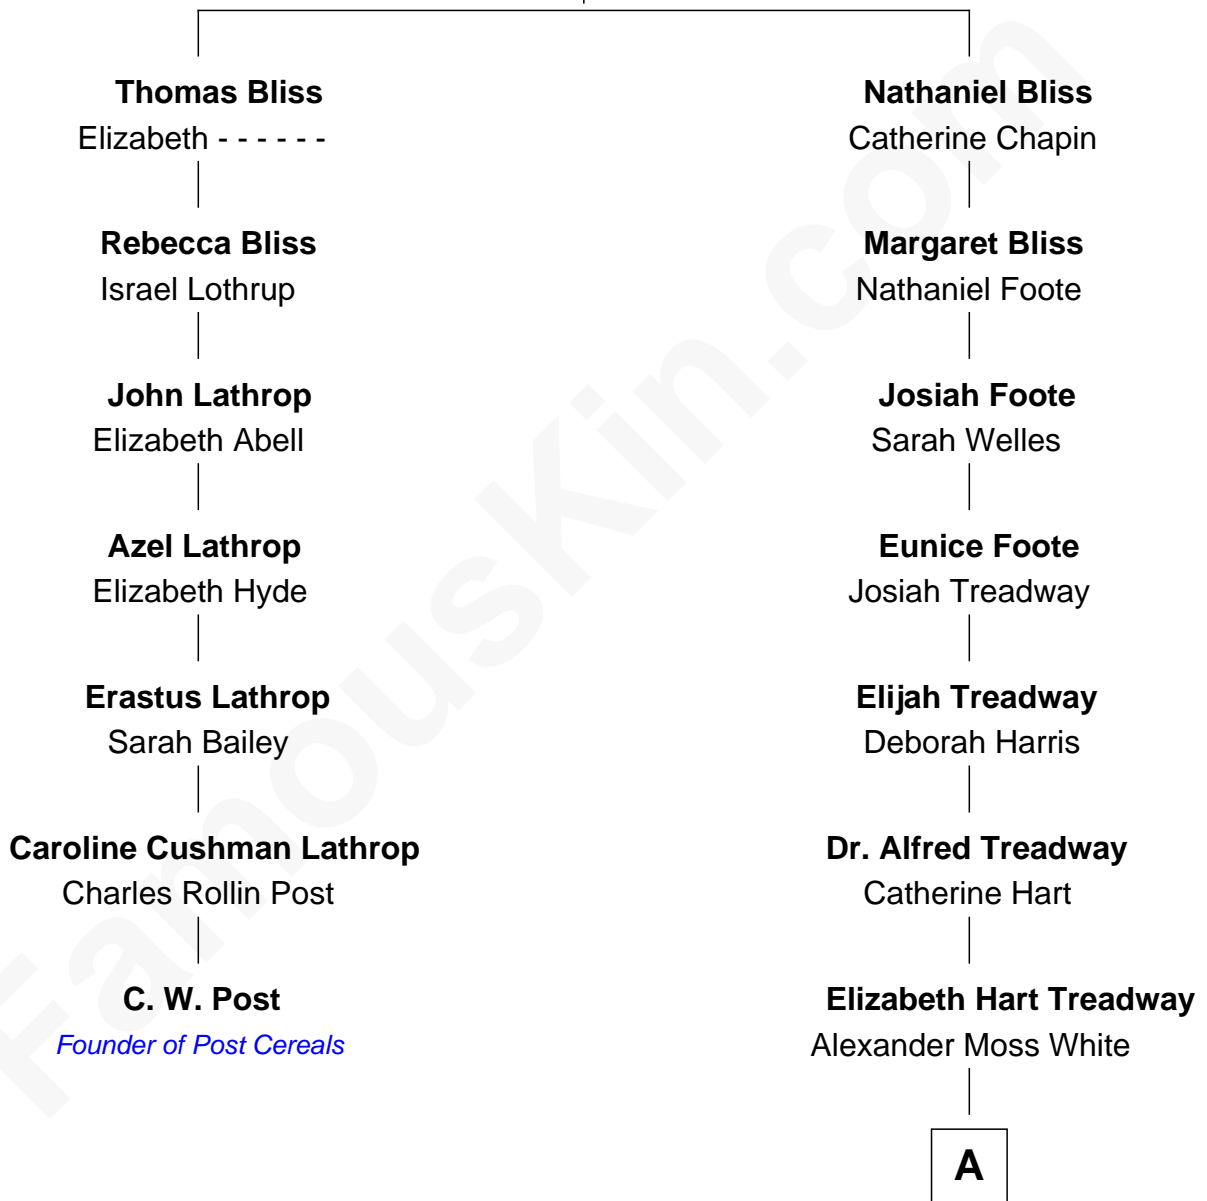 Thomas Bliss
Elizabeth - - - - - -
Nathaniel Bliss
Catherine Chapin
Rebecca Bliss
Israel Lothrup
Margaret Bliss
Nathaniel Foote
John Lathrop
Elizabeth Abell
Josiah Foote
Sarah Welles
Azel Lathrop
Elizabeth Hyde
Eunice Foote
Josiah Treadway
Erastus Lathrop
Sarah Bailey
Elijah Treadway
Deborah Harris
Caroline Cushman Lathrop
Charles Rollin Post
Dr. Alfred Treadway
Catherine Hart
C. W. Post
Founder of Post Cereals
Elizabeth Hart Treadway
Alexander Moss White
A
FamousKin.com